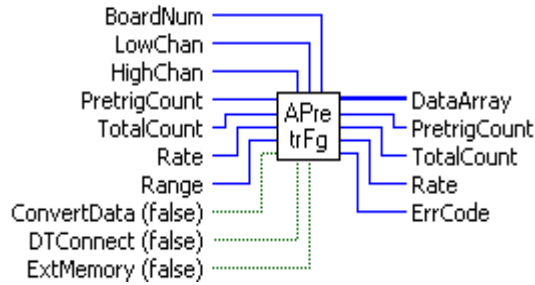 BoardNum
LowChan
HighChan
PretrigCount
TotalCount
Rate
Range
ConvertData (false)
DTConnect (false)
ExtMemory (false)
APre
trFg
DataArray
PretrigCount
TotalCount
Rate
ErrCode